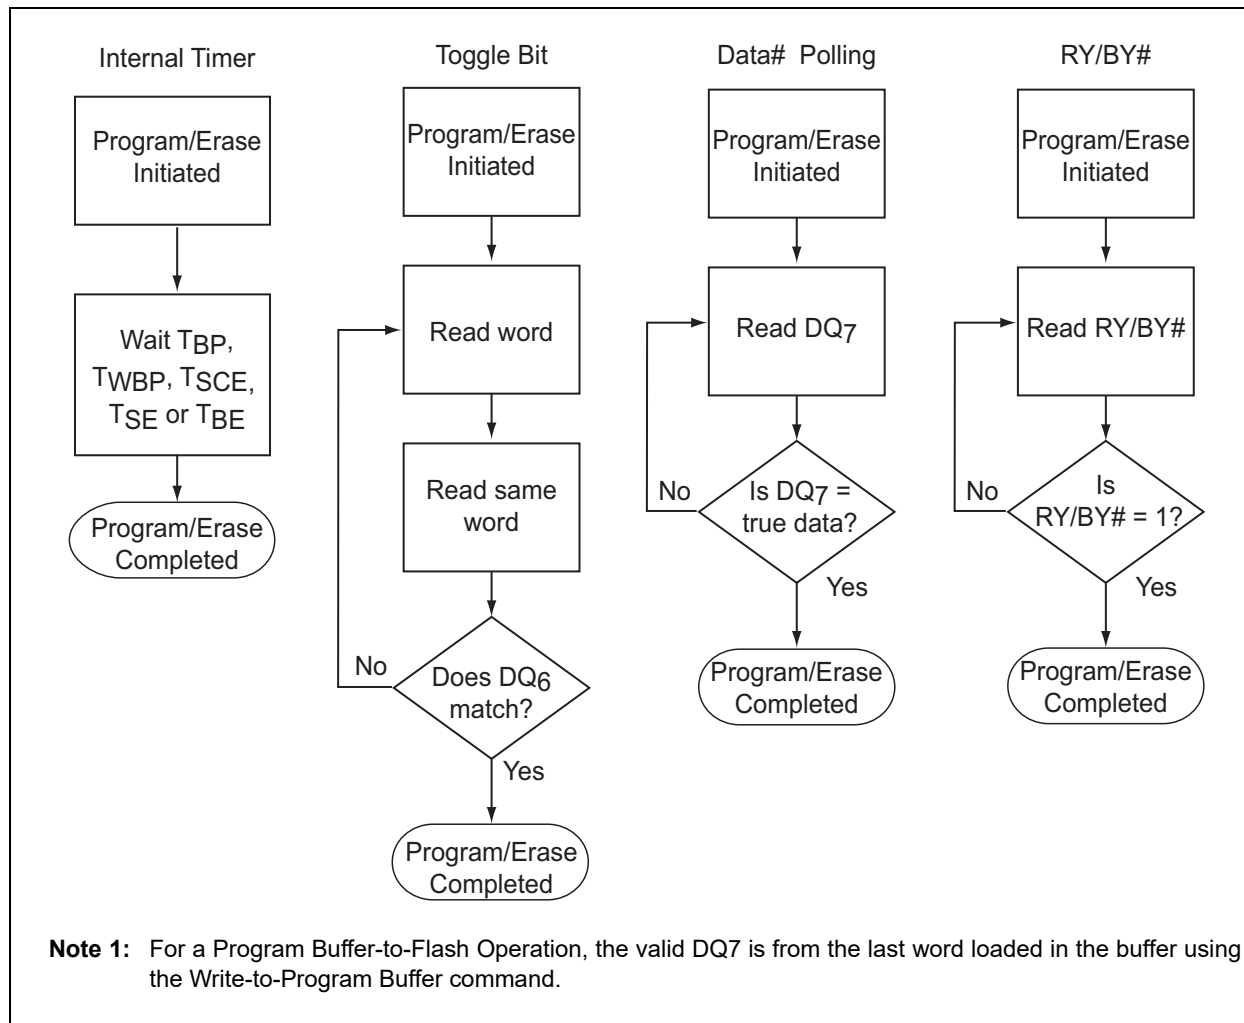 Internal Timer
Program/Erase
Initiated
Wait TBP,
TWBP, TSCE,
TSE or TBE
Program/Erase
Completed
Toggle Bit
Program/Erase
Initiated
Read word
Read same
word
Does DQ6
match?
No
Yes
Program/Erase
Completed
Data# Polling
Program/Erase
Initiated
Read DQ7
Is DQ7 =
true data?
No
Yes
Program/Erase
Completed
RY/BY#
Program/Erase
Initiated
Read RY/BY#
Is
RY/BY# = 1?
No
Yes
Program/Erase
Completed
Note 1: For a Program Buffer-to-Flash Operation, the valid DQ7 is from the last word loaded in the buffer using
the Write-to-Program Buffer command.